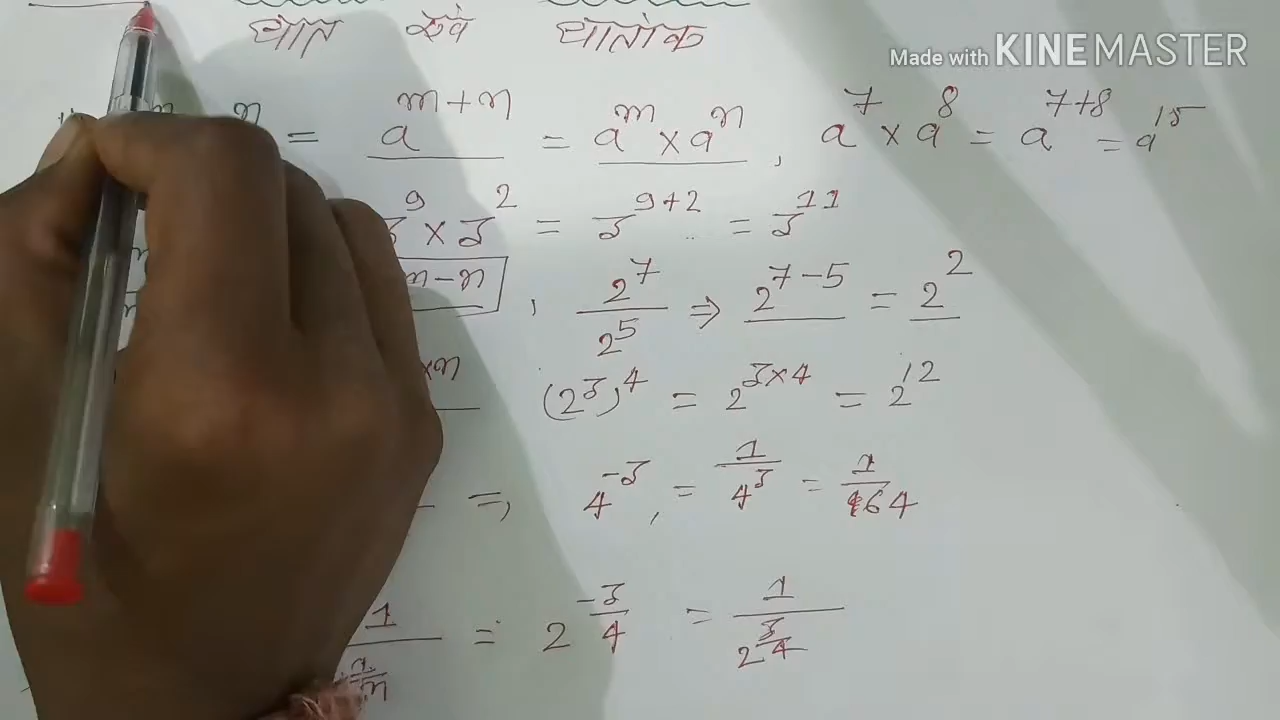 घात एवं घातांक
Made with KINEMASTER
n = a^{m+n} = a^m × a^n , a^7 × a^8 = a^{7+8} = a^{15}
3^9 × 3^2 = 3^{9+2} = 3^{11}
m-n , 2^7/2^5 ⇒ 2^{7-5} = 2^2
×n (2^3)^4 = 2^{3×4} = 2^{12}
=, 4^{-3}, = 1/4^3 = 1/64
1 = 2^{-3/4} = 1/2^{3/4}